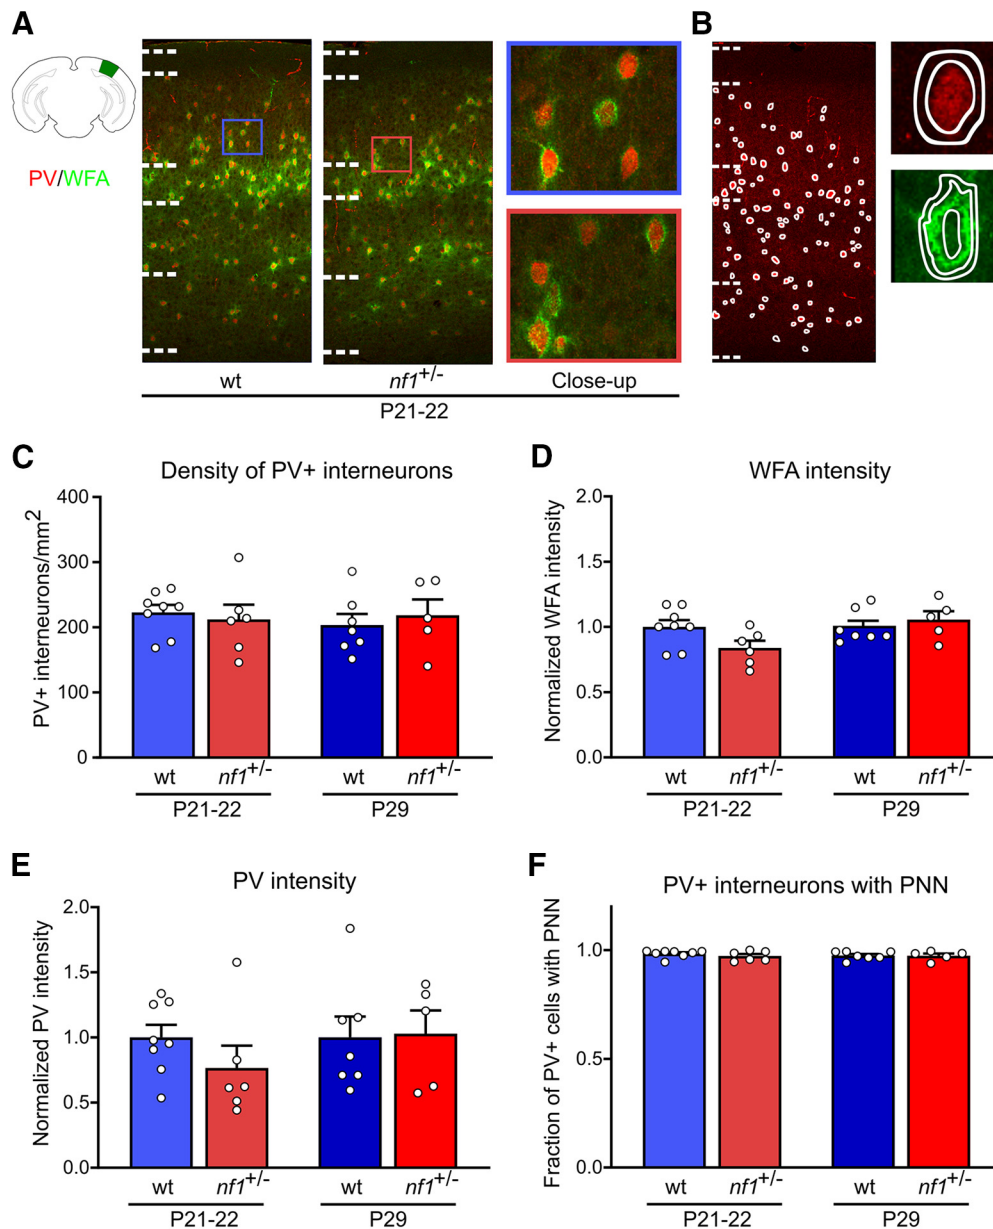 A
B
PV/WFA
wt
nf1+/-
Close-up
P21-22
C
Density of PV+ interneurons
PV+ interneurons/mm2
400
300
200
100
0
wt
nf1+/-
wt
nf1+/-
P21-22
P29
D
WFA intensity
Normalized WFA intensity
2.0
1.5
1.0
0.5
0.0
wt
nf1+/-
wt
nf1+/-
P21-22
P29
E
PV intensity
Normalized PV intensity
2.0
1.5
1.0
0.5
0.0
wt
nf1+/-
wt
nf1+/-
P21-22
P29
F
PV+ interneurons with PNN
Fraction of PV+ cells with PNN
1.0
0.5
0.0
wt
nf1+/-
wt
nf1+/-
P21-22
P29